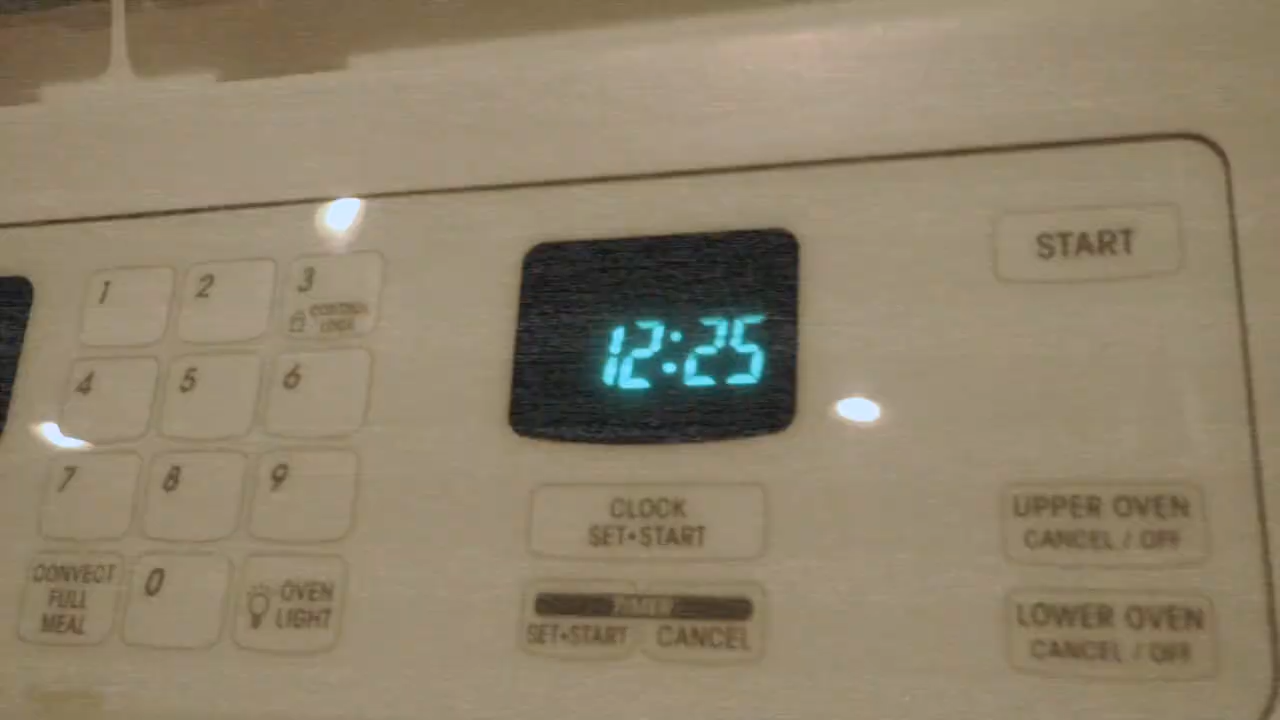 12:25
START
1
2
3
CONTROL
LOCK
4
5
6
7
8
9
CONVECT
FULL
MEAL
0
OVEN
LIGHT
CLOCK
SET•START
TIMER
SET•START
CANCEL
UPPER OVEN
CANCEL / OFF
LOWER OVEN
CANCEL / OFF